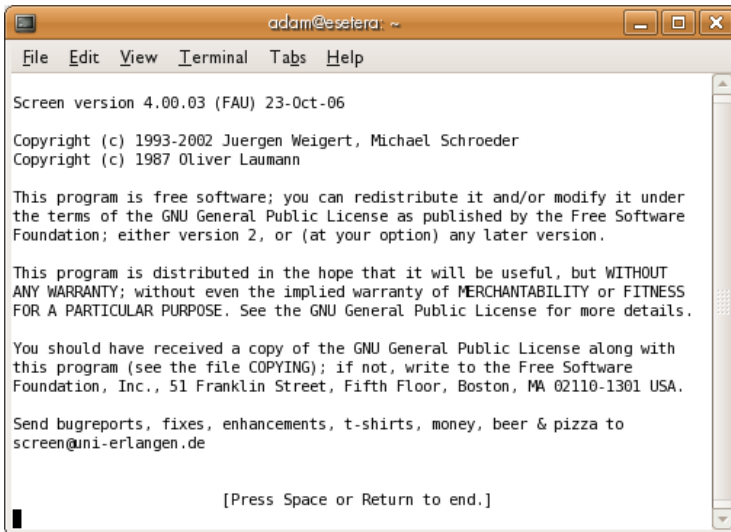 adam@esetera: ~
File Edit View Terminal Tabs Help
Screen version 4.00.03 (FAU) 23-Oct-06
Copyright (c) 1993-2002 Juergen Weigert, Michael Schroeder
Copyright (c) 1987 Oliver Laumann
This program is free software; you can redistribute it and/or modify it under
the terms of the GNU General Public License as published by the Free Software
Foundation; either version 2, or (at your option) any later version.
This program is distributed in the hope that it will be useful, but WITHOUT
ANY WARRANTY; without even the implied warranty of MERCHANTABILITY or FITNESS
FOR A PARTICULAR PURPOSE. See the GNU General Public License for more details.
You should have received a copy of the GNU General Public License along with
this program (see the file COPYING); if not, write to the Free Software
Foundation, Inc., 51 Franklin Street, Fifth Floor, Boston, MA 02110-1301 USA.
Send bugreports, fixes, enhancements, t-shirts, money, beer & pizza to
screen@uni-erlangen.de
[Press Space or Return to end.]